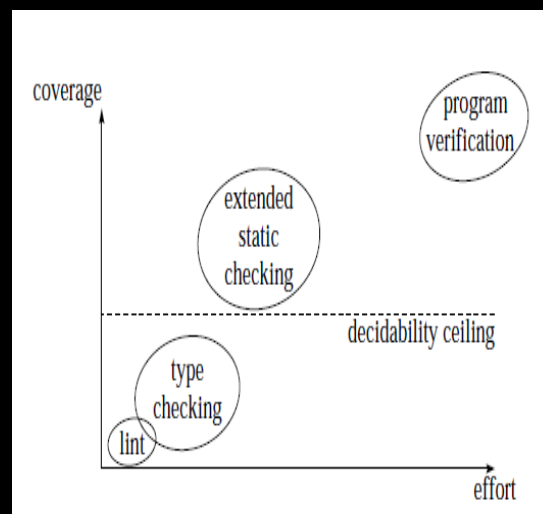 coverage
program
verification
extended
static
checking
decidability ceiling
type
checking
lint
effort